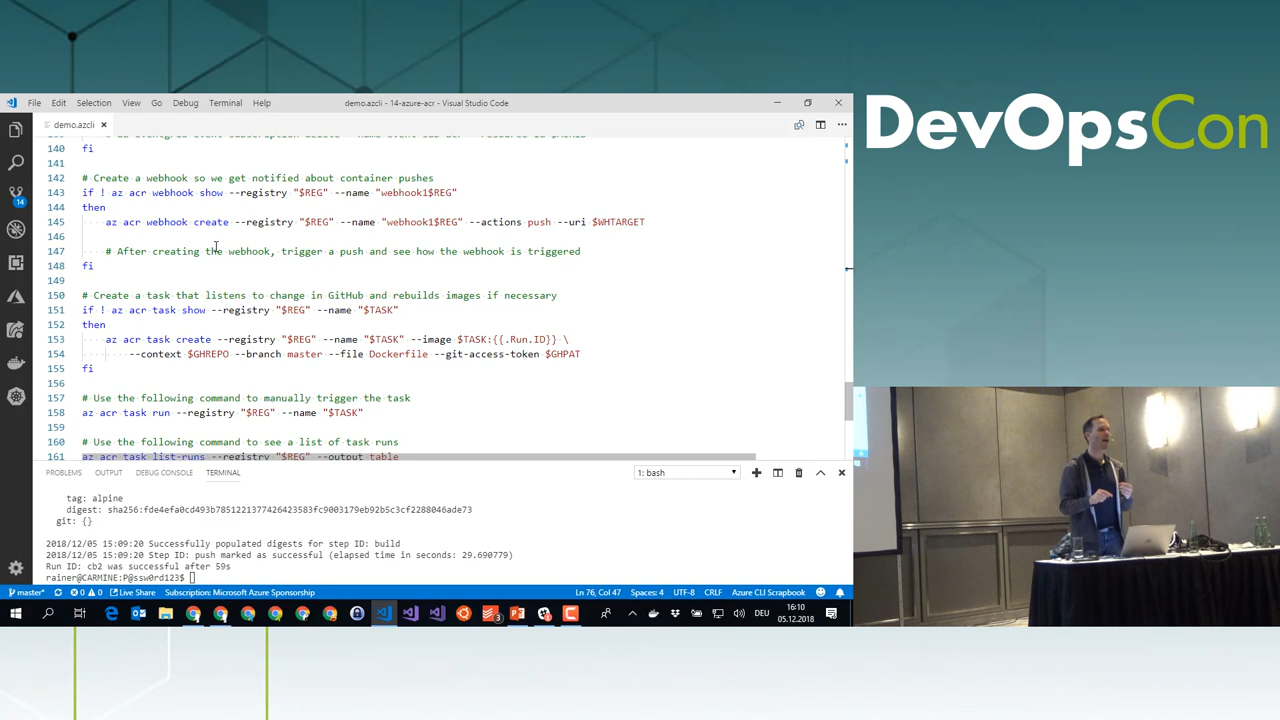 DevOpsCon
File Edit Selection View Go Debug Terminal Help
demo.azcli - 14-azure-acr - Visual Studio Code
demo.azcli
140 fi
141
142 # Create a webhook so we get notified about container pushes
143 if ! az acr webhook show --registry "$REG" --name "webhook1$REG"
144 then
145 az acr webhook create --registry "$REG" --name "webhook1$REG" --actions push --uri $WHTARGET
146
147 # After creating the webhook, trigger a push and see how the webhook is triggered
148 fi
149
150 # Create a task that listens to change in GitHub and rebuilds images if necessary
151 if ! az acr task show --registry "$REG" --name "$TASK"
152 then
153 az acr task create --registry "$REG" --name "$TASK" --image $TASK:{{.Run.ID}} \
154 --context $GHREPO --branch master --file Dockerfile --git-access-token $GHPAT
155 fi
156
157 # Use the following command to manually trigger the task
158 az acr task run --registry "$REG" --name "$TASK"
159
160 # Use the following command to see a list of task runs
161 az acr task list-runs --registry "$REG" --output table
14
PROBLEMS OUTPUT DEBUG CONSOLE TERMINAL
1: bash
tag: alpine
digest: sha256:fde4efa0cd493b7851221377426423583fc9003179eb92b5c3cf2288046ade73
git: {}
2018/12/05 15:09:20 Successfully populated digests for step ID: build
2018/12/05 15:09:20 Step ID: push marked as successful (elapsed time in seconds: 29.690779)
Run ID: cb2 was successful after 59s
rainer@CARMINE:P@ssw0rd123$
master* 0 0 Live Share Subscription: Microsoft Azure Sponsorship Ln 76, Col 47 Spaces: 4 UTF-8 CRLF Azure CLI Scrapbook
3
DEU
16:10
05.12.2018